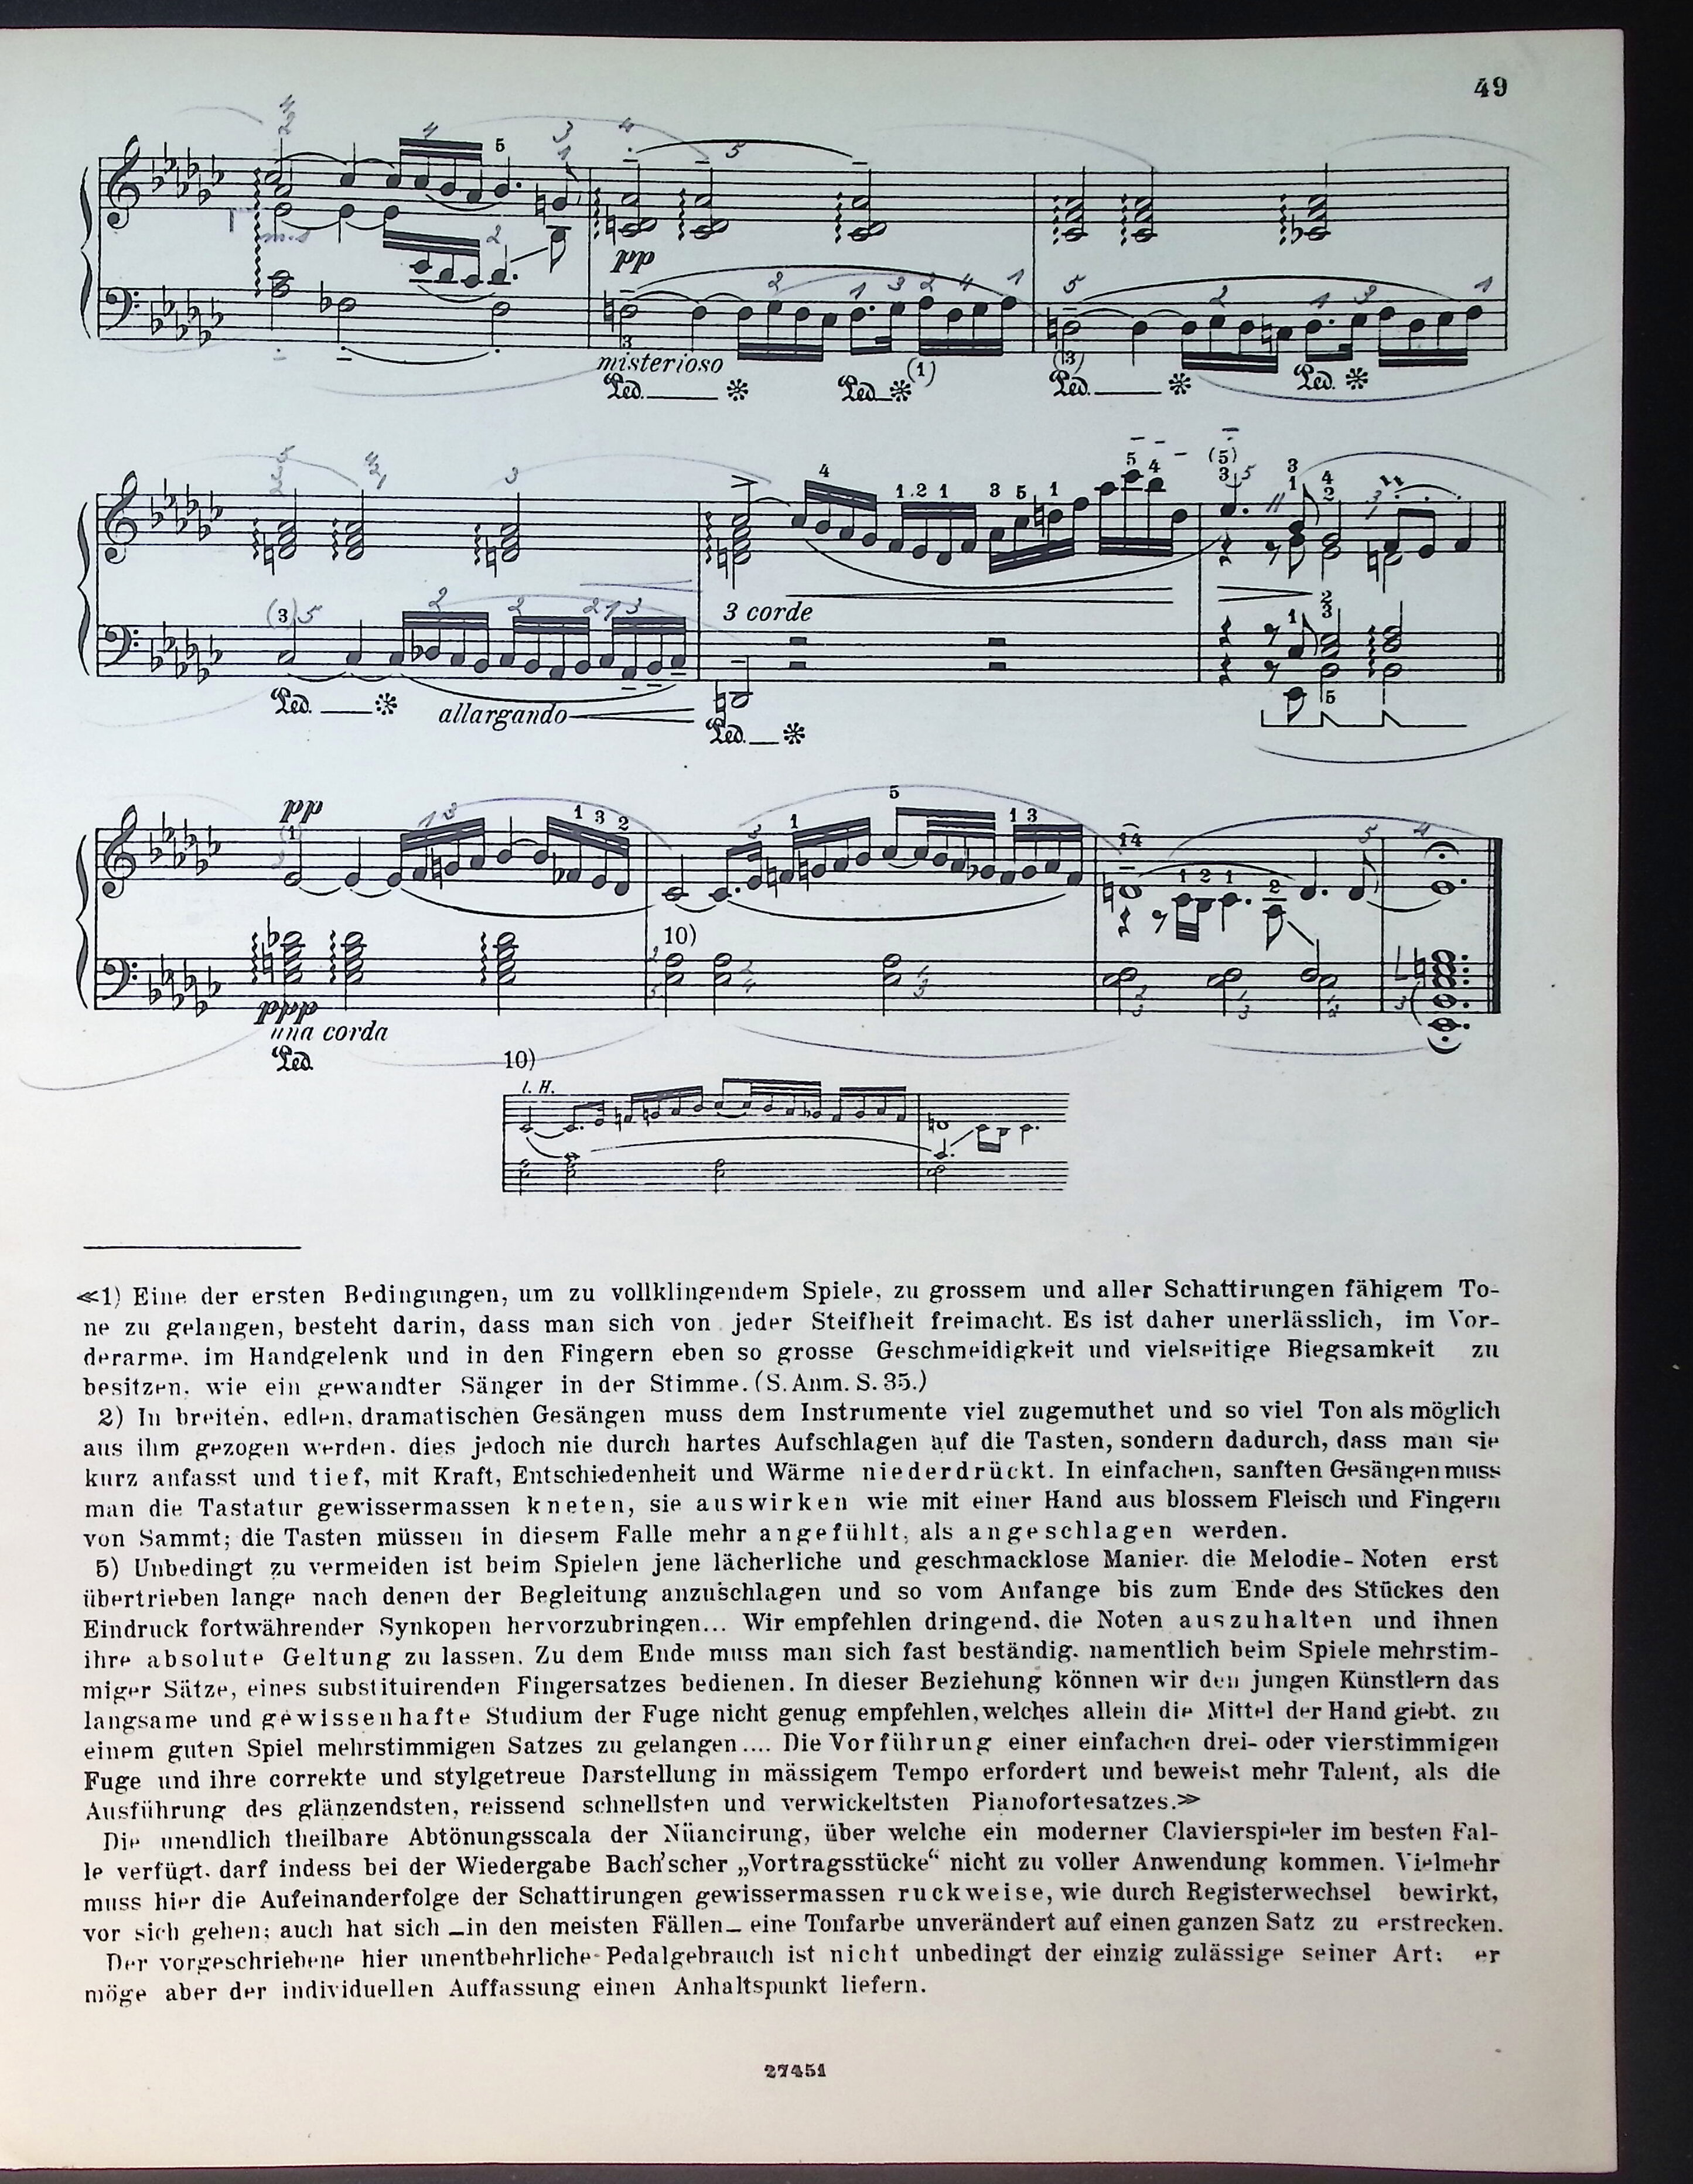 49
pp
misterioso
Ped. Ped. (1) Ped. Ped.
3 corde
Ped. allargando
Ped.
pp
10)
ppp
una corda
Ped.
10)
l. H.
≪1) Eine der ersten Bedingungen, um zu vollklingendem Spiele, zu grossem und aller Schattirungen fähigem To-
ne zu gelangen, besteht darin, dass man sich von jeder Steifheit freimacht. Es ist daher unerlässlich, im Vor-
derarme, im Handgelenk und in den Fingern eben so grosse Geschmeidigkeit und vielseitige Biegsamkeit zu
besitzen, wie ein gewandter Sänger in der Stimme. (S. Anm. S. 35.)
2) In breiten, edlen, dramatischen Gesängen muss dem Instrumente viel zugemuthet und so viel Ton als möglich
aus ihm gezogen werden, dies jedoch nie durch hartes Aufschlagen auf die Tasten, sondern dadurch, dass man sie
kurz anfasst und tief, mit Kraft, Entschiedenheit und Wärme niederdrückt. In einfachen, sanften Gesängen muss
man die Tastatur gewissermassen kneten, sie auswirken wie mit einer Hand aus blossem Fleisch und Fingern
von Sammt; die Tasten müssen in diesem Falle mehr angefühlt, als angeschlagen werden.
5) Unbedingt zu vermeiden ist beim Spielen jene lächerliche und geschmacklose Manier, die Melodie-Noten erst
übertrieben lange nach denen der Begleitung anzuschlagen und so vom Anfange bis zum Ende des Stückes den
Eindruck fortwährender Synkopen hervorzubringen... Wir empfehlen dringend, die Noten auszuhalten und ihnen
ihre absolute Geltung zu lassen. Zu dem Ende muss man sich fast beständig, namentlich beim Spiele mehrstim-
miger Sätze, eines substituirenden Fingersatzes bedienen. In dieser Beziehung können wir den jungen Künstlern das
langsame und gewissenhafte Studium der Fuge nicht genug empfehlen, welches allein die Mittel der Hand giebt, zu
einem guten Spiel mehrstimmigen Satzes zu gelangen.... Die Vorführung einer einfachen drei- oder vierstimmigen
Fuge und ihre correkte und stylgetreue Darstellung in mässigem Tempo erfordert und beweist mehr Talent, als die
Ausführung des glänzendsten, reissend schnellsten und verwickeltsten Pianofortesatzes.≫
Die unendlich theilbare Abtönungsscala der Nüancirung, über welche ein moderner Clavierspieler im besten Fal-
le verfügt, darf indess bei der Wiedergabe Bach'scher „Vortragsstücke“ nicht zu voller Anwendung kommen. Vielmehr
muss hier die Aufeinanderfolge der Schattirungen gewissermassen ruckweise, wie durch Registerwechsel bewirkt,
vor sich gehen; auch hat sich – in den meisten Fällen – eine Tonfarbe unverändert auf einen ganzen Satz zu erstrecken.
Der vorgeschriebene hier unentbehrliche Pedalgebrauch ist nicht unbedingt der einzig zulässige seiner Art; er
möge aber der individuellen Auffassung einen Anhaltspunkt liefern.
27451